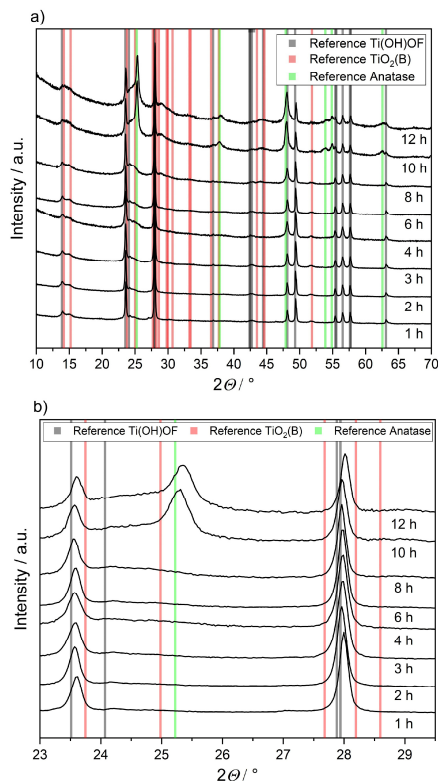 a)
Reference Ti(OH)OF
Reference TiO₂(B)
Reference Anatase
Intensity / a.u.
12 h
10 h
8 h
6 h
4 h
3 h
2 h
1 h
10 15 20 25 30 35 40 45 50 55 60 65 70
2Θ / °
b)
Reference Ti(OH)OF Reference TiO₂(B) Reference Anatase
Intensity / a.u.
12 h
10 h
8 h
6 h
4 h
3 h
2 h
1 h
23 24 25 26 27 28 29
2Θ / °